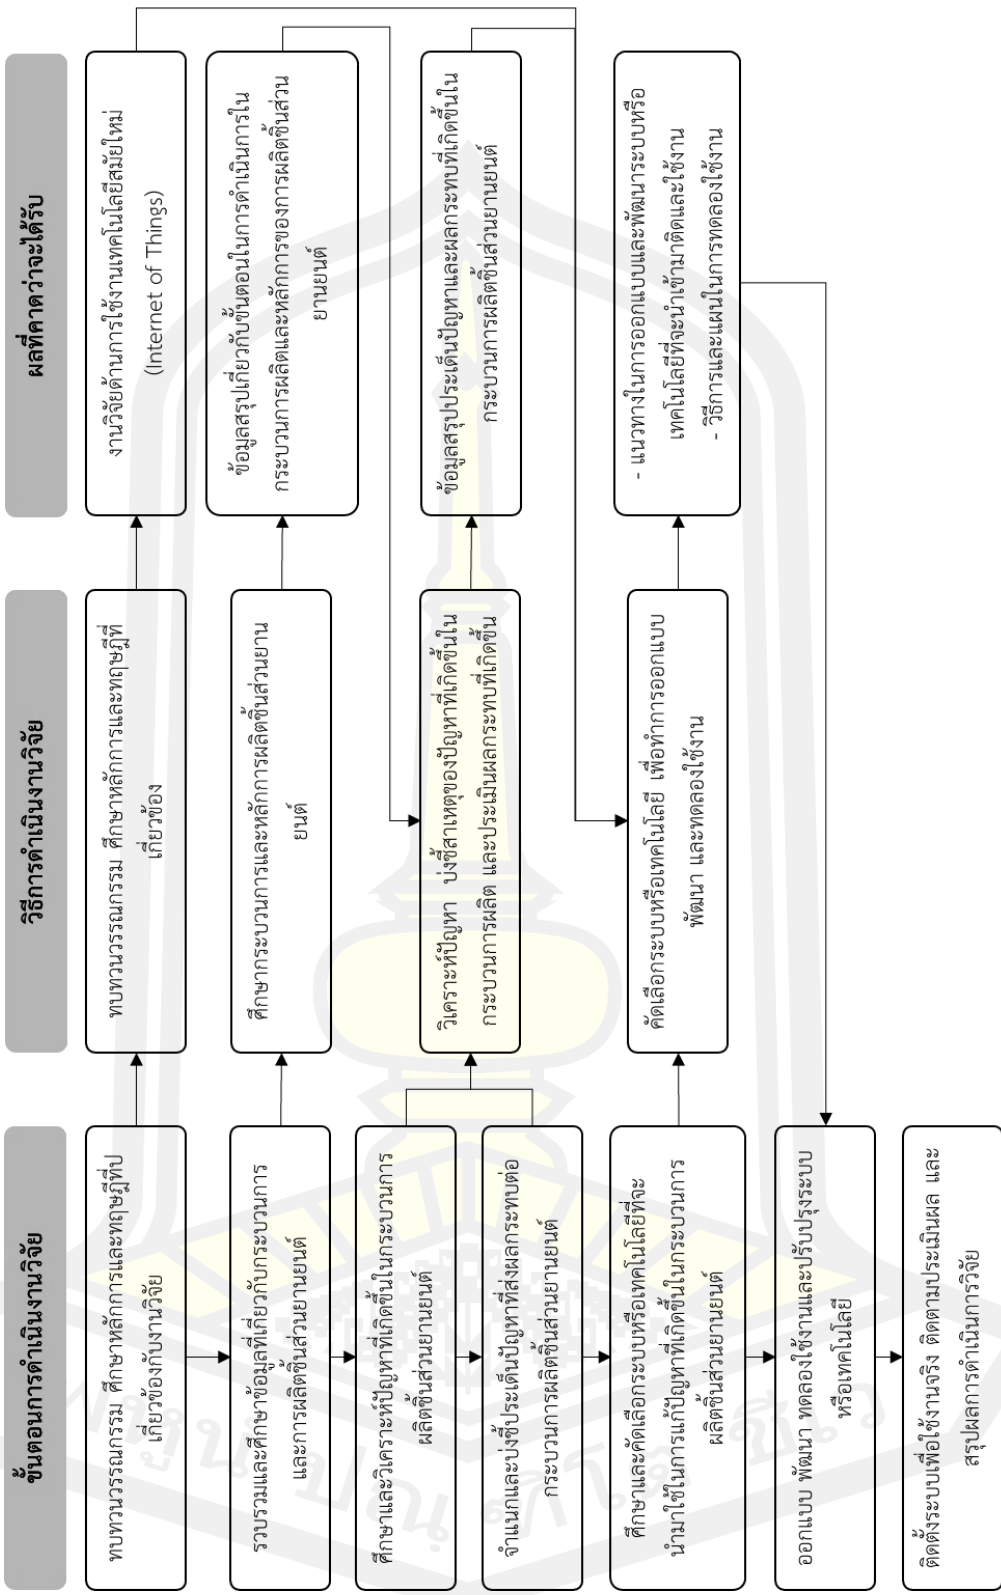 ขั้นตอนการดำเนินงานวิจัย
วิธีการดำเนินงานวิจัย
ผลที่คาดว่าจะได้รับ
ทบทวนวรรณกรรม ศึกษาหลักการและทฤษฎีที่ป
เกี่ยวข้องกับงานวิจัย
ทบทวนวรรณกรรม ศึกษาหลักการและทฤษฎีที่
เกี่ยวข้อง
งานวิจัยด้านการใช้งานเทคโนโลยีสมัยใหม่
(Internet of Things)
รวบรวมและศึกษาข้อมูลที่เกี่ยวกับกระบวนการ
และการผลิตชิ้นส่วนยานยนต์
ศึกษากระบวนการและหลักการผลิตชิ้นส่วนยาน
ยนต์
ข้อมูลสรุปเกี่ยวกับขั้นตอนในการดำเนินการใน
กระบวนการผลิตและหลักการของการผลิตชิ้นส่วน
ยานยนต์
ศึกษาและวิเคราะห์ปัญหาที่เกิดขึ้นในกระบวนการ
ผลิตชิ้นส่วนยานยนต์
จำแนกและบ่งชี้ประเด็นปัญหาที่ส่งผลกระทบต่อ
กระบวนการผลิตชิ้นส่วนยานยนต์
วิเคราะห์ปัญหา บ่งชี้สาเหตุของปัญหาที่เกิดขึ้นใน
กระบวนการผลิต และประเมินผลกระทบที่เกิดขึ้น
ข้อมูลสรุปประเด็นปัญหาและผลกระทบที่เกิดขึ้นใน
กระบวนการผลิตชิ้นส่วนยานยนต์
ศึกษาและคัดเลือกระบบหรือเทคโนโลยีที่จะ
นำมาใช้ในการแก้ปัญหาที่เกิดขึ้นในกระบวนการ
ผลิตชิ้นส่วนยานยนต์
คัดเลือกระบบหรือเทคโนโลยี เพื่อทำการออกแบบ
พัฒนา และทดลองใช้งาน
- แนวทางในการออกแบบและพัฒนาระบบหรือ
เทคโนโลยีที่จะนำเข้ามาติดและใช้งาน
- วิธีการและแผนในการทดลองใช้งาน
ออกแบบ พัฒนา ทดลองใช้งานและปรับปรุงระบบ
หรือเทคโนโลยี
ติดตั้งระบบเพื่อใช้งานจริง ติดตามประเมินผล และ
สรุปผลการดำเนินการวิจัย